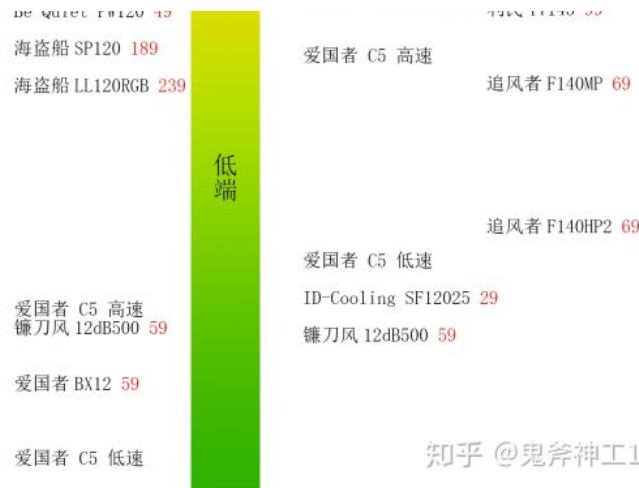 海盗船 SP120 189
海盗船 LL120RGB 239
爱国者 C5 高速
镰刀风 12dB500 59
爱国者 BX12 59
爱国者 C5 低速
低端
爱国者 C5 高速
追风者 F140MP 69
追风者 F140HP2 69
爱国者 C5 低速
ID-Cooling SF12025 29
镰刀风 12dB500 59
知乎 @鬼斧神工1